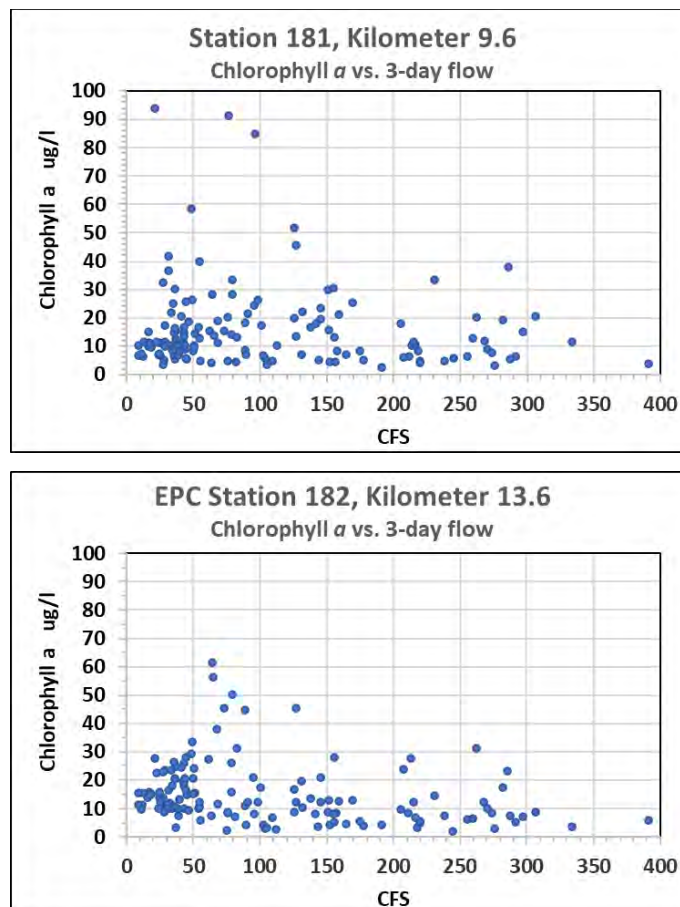 Station 181, Kilometer 9.6
Chlorophyll a vs. 3-day flow
100
90
80
70
60
50
40
30
20
10
0
Chlorophyll a ug/l
0 50 100 150 200 250 300 350 400
CFS
EPC Station 182, Kilometer 13.6
Chlorophyll a vs. 3-day flow
100
90
80
70
60
50
40
30
20
10
0
Chlorophyll a ug/l
0 50 100 150 200 250 300 350 400
CFS